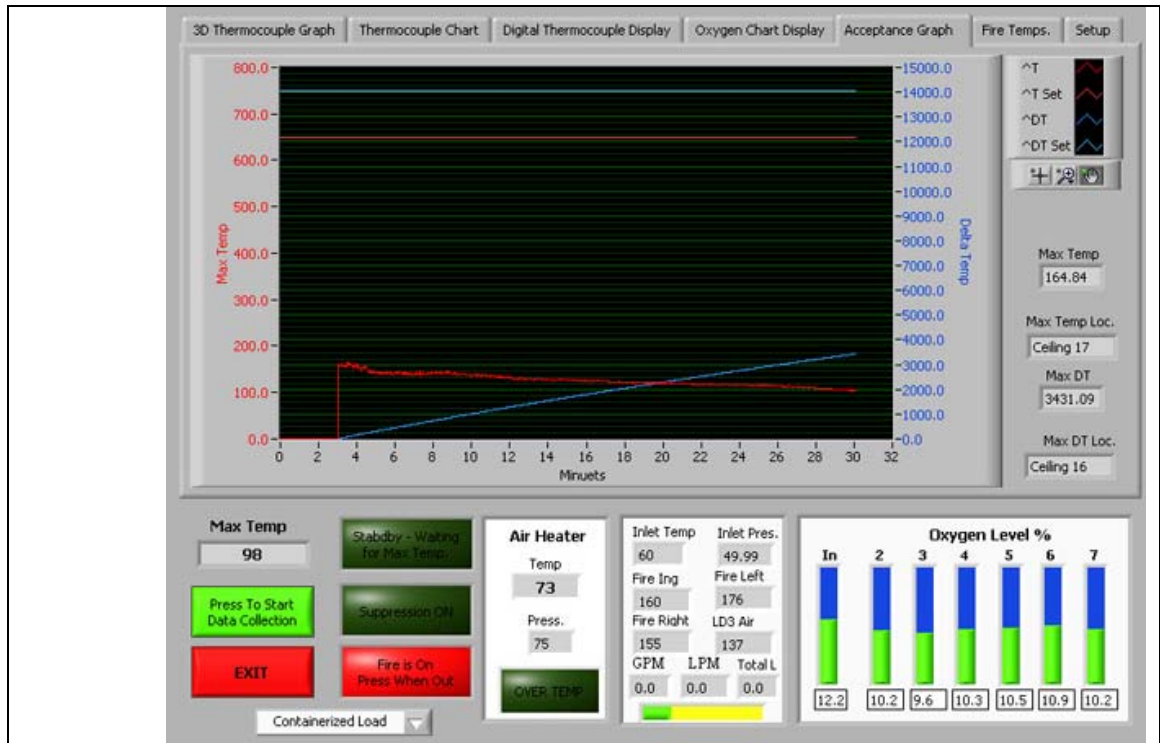 3D Thermocouple Graph
Thermocouple Chart
Digital Thermocouple Display
Oxygen Chart Display
Acceptance Graph
Fire Temps.
Setup
800.0
700.0
600.0
500.0
400.0
300.0
200.0
100.0
0.0
Max Temp
15000.0
14000.0
13000.0
12000.0
11000.0
10000.0
9000.0
8000.0
7000.0
6000.0
5000.0
4000.0
3000.0
2000.0
1000.0
0.0
Delta Temp
0 2 4 6 8 10 12 14 16 18 20 22 24 26 28 30 32
Minuets
^T
^T Set
^DT
^DT Set
Max Temp
164.84
Max Temp Loc.
Ceiling 17
Max DT
3431.09
Max DT Loc.
Ceiling 16
Max Temp
98
Press To Start
Data Collection
EXIT
Containerized Load
Stabdby - Waiting
for Max Temp.
Suppression ON
Fire is On
Press When Out
Air Heater
Temp
73
Press.
75
OVER TEMP
Inlet Temp Inlet Pres.
60 49.99
Fire Ing Fire Left
160 176
Fire Right LD3 Air
155 137
GPM LPM Total L
0.0 0.0 0.0
Oxygen Level %
In 2 3 4 5 6 7
12.2 10.2 9.6 10.3 10.5 10.9 10.2